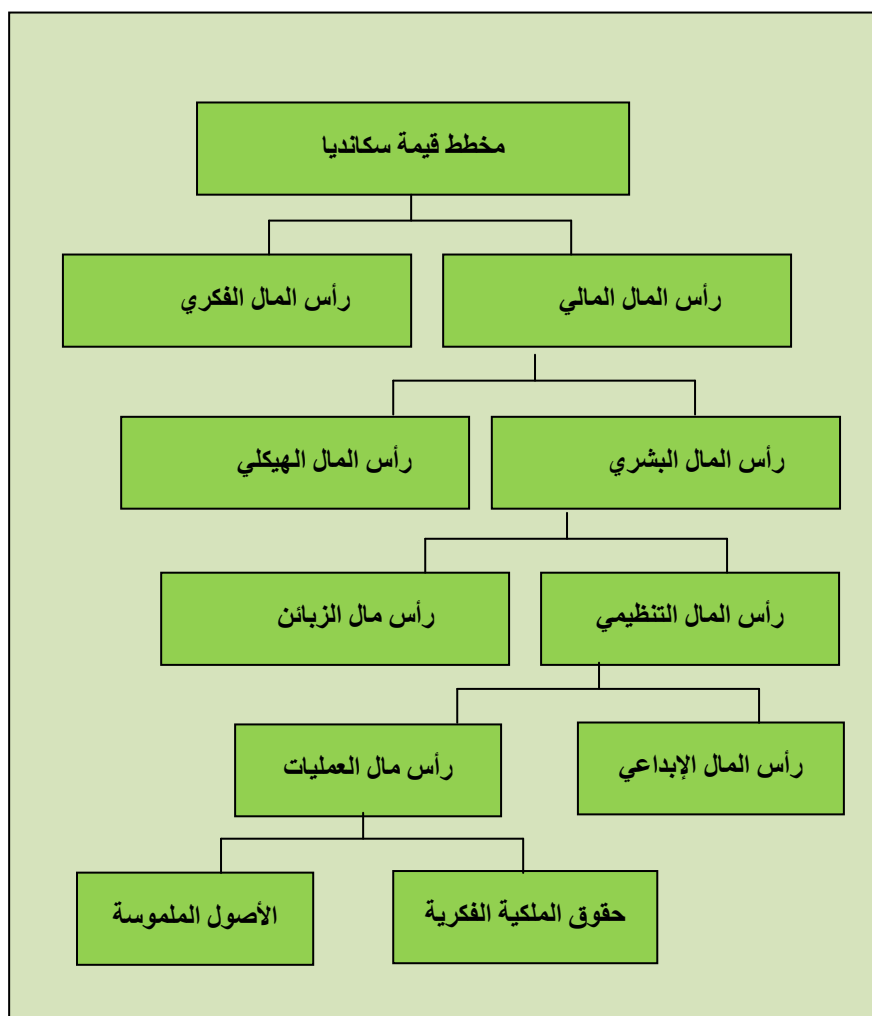 مخطط قيمة سكانديا
رأس المال المالي
رأس المال الفكري
رأس المال البشري
رأس المال الهيكلي
رأس المال التنظيمي
رأس مال الزبائن
رأس المال الإبداعي
رأس مال العمليات
حقوق الملكية الفكرية
الأصول الملموسة